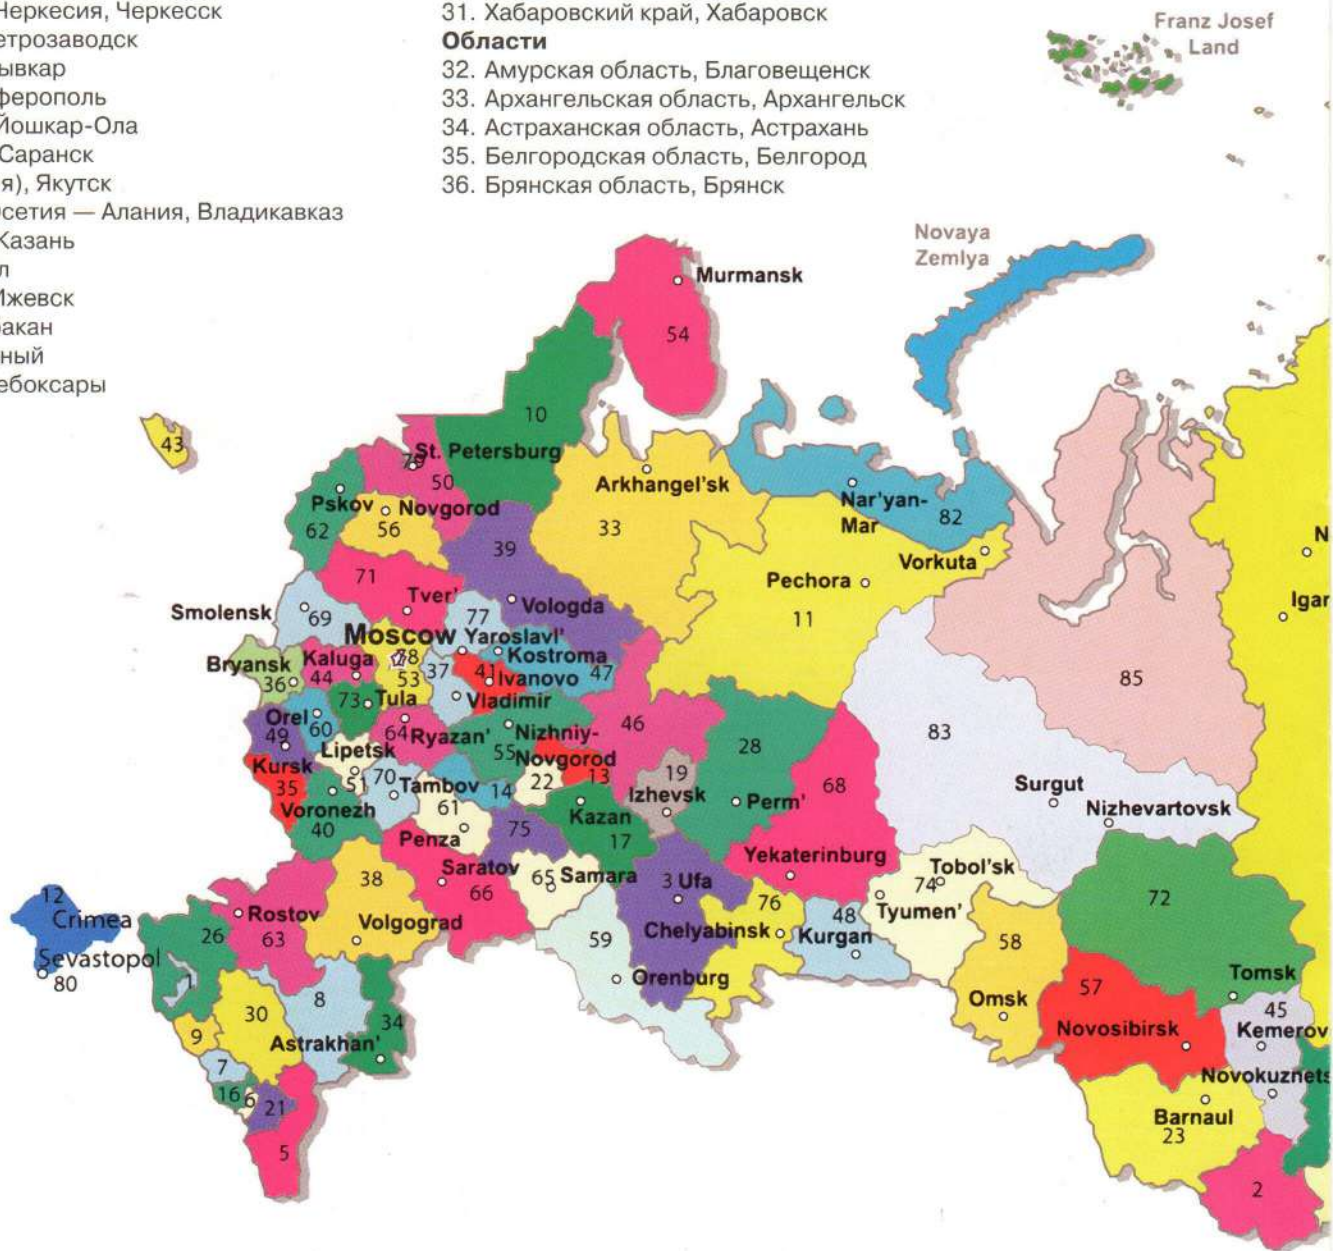 Черкесия, Черкесск
етрозаводск
ывкар
ферополь
Йошкар-Ола
Саранск
я), Якутск
сетия — Алания, Владикавказ
Казань
л
Ижевск
бакан
ный
ебоксары
31. Хабаровский край, Хабаровск
Области
32. Амурская область, Благовещенск
33. Архангельская область, Архангельск
34. Астраханская область, Астрахань
35. Белгородская область, Белгород
36. Брянская область, Брянск
Franz Josef
Land
Novaya
Zemlya
Murmansk
54
10
43
79
St. Petersburg
50
Pskov
Novgorod
62
56
Arkhangel'sk
33
Nar'yan-
Mar
82
Vorkuta
Pechora
11
39
Vologda
71
Tver'
Smolensk
69
77
Moscow
Yaroslavl'
78
53
37
Kostroma
47
41
Ivanovo
Vladimir
Bryansk
36
Kaluga
44
73
Tula
Orel
60
49
64
Ryazan'
Nizhniy-
Novgorod
55
46
Kursk
35
Lipetsk
51
70
Tambov
14
22
13
19
Izhevsk
28
Perm'
68
Voronezh
40
61
Penza
75
Kazan
17
85
83
Surgut
Nizhevartovsk
N
Igar
Yekaterinburg
Tobol'sk
74
Tyumen'
72
Saratov
66
65
Samara
3
Ufa
76
Chelyabinsk
48
Kurgan
38
Volgograd
Rostov
63
12
Crimea
Sevastopol
80
26
1
59
Orenburg
58
Omsk
57
Novosibirsk
Tomsk
45
Kemerov
Novokuznets
Barnaul
23
2
30
8
34
Astrakhan'
9
7
16
6
21
5